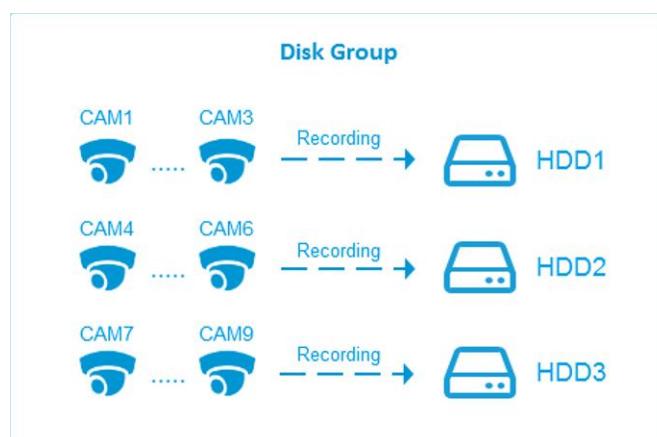 Disk Group
CAM1 CAM3
Recording
HDD1
.....
CAM4 CAM6
Recording
HDD2
.....
CAM7 CAM9
Recording
HDD3
.....